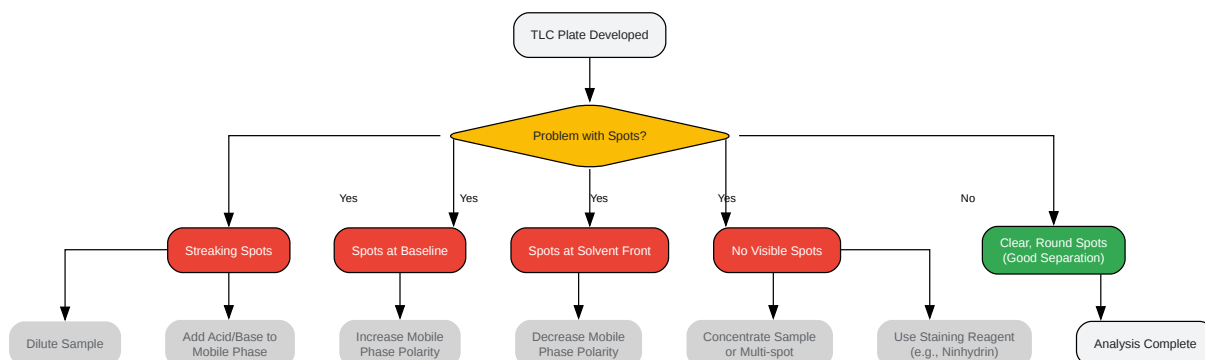 TLC Plate Developed
Problem with Spots?
Yes
Yes
Yes
Yes
No
Streaking Spots
Spots at Baseline
Spots at Solvent Front
No Visible Spots
Clear, Round Spots
(Good Separation)
Dilute Sample
Add Acid/Base to
Mobile Phase
Increase Mobile
Phase Polarity
Decrease Mobile
Phase Polarity
Concentrate Sample
or Multi-spot
Use Staining Reagent
(e.g., Ninhydrin)
Analysis Complete